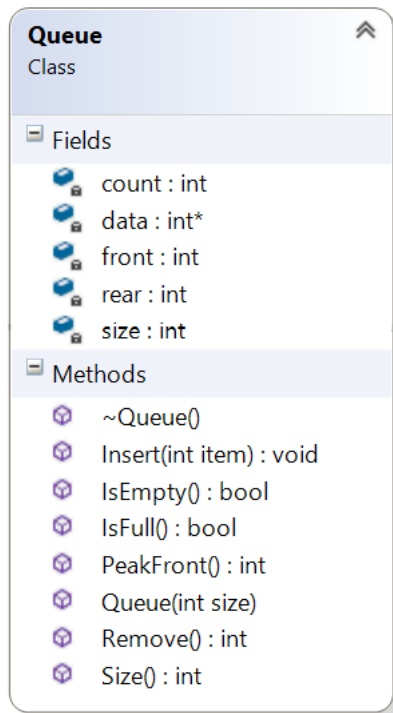 Queue
Class
Fields
count : int
data : int*
front : int
rear : int
size : int
Methods
~Queue()
Insert(int item) : void
IsEmpty() : bool
IsFull() : bool
PeakFront() : int
Queue(int size)
Remove() : int
Size() : int